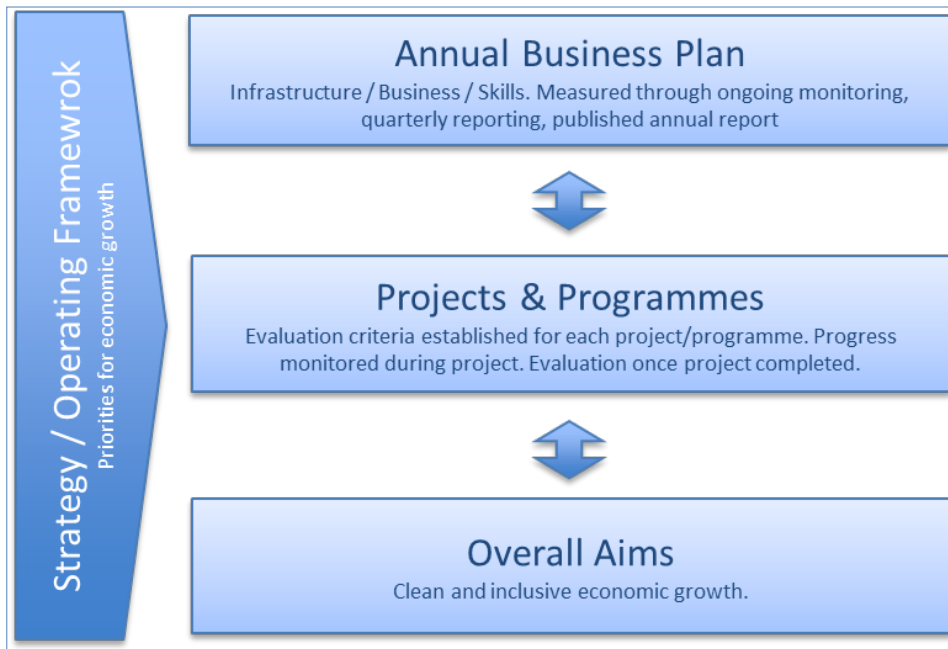 Strategy / Operating Framewrok
Priorities for economic growth
Annual Business Plan
Infrastructure / Business / Skills. Measured through ongoing monitoring,
quarterly reporting, published annual report
Projects & Programmes
Evaluation criteria established for each project/programme. Progress
monitored during project. Evaluation once project completed.
Overall Aims
Clean and inclusive economic growth.